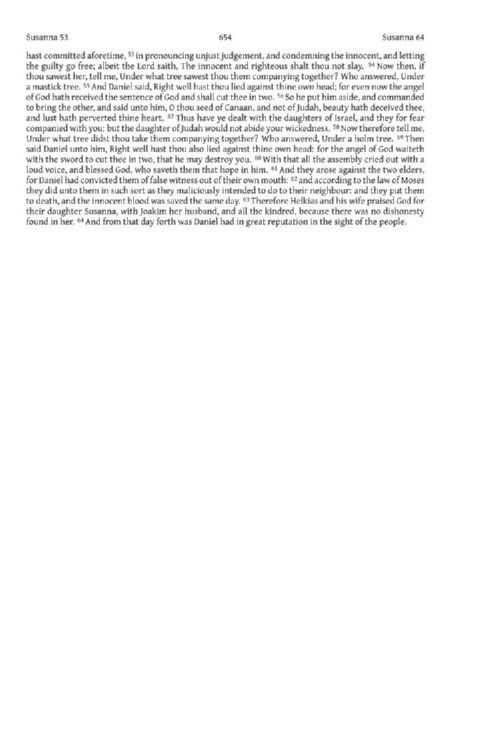 Susanna 53 654 Susanna 64
hast committed aforetime, 53 in pronouncing unjust judgement, and condemning the innocent, and letting
the guilty go free; albeit the Lord saith, The innocent and righteous shalt thou not slay. 54 Now then, if
thou sawest her, tell me, Under what tree sawest thou them companying together? Who answered, Under
a mastick tree. 55 And Daniel said, Right well hast thou lied against thine own head; for even now the angel
of God hath received the sentence of God and shall cut thee in two. 56 So he put him aside, and commanded
to bring the other, and said unto him, O thou seed of Canaan, and not of Judah, beauty hath deceived thee,
and lust hath perverted thine heart. 57 Thus have ye dealt with the daughters of Israel, and they for fear
companied with you: but the daughter of Judah would not abide your wickedness. 58 Now therefore tell me,
Under what tree didst thou take them companying together? Who answered, Under a holm tree. 59 Then
said Daniel unto him, Right well hast thou also lied against thine own head: for the angel of God waiteth
with the sword to cut thee in two, that he may destroy you. 60 With that all the assembly cried out with a
loud voice, and blessed God, who saveth them that hope in him. 61 And they arose against the two elders,
for Daniel had convicted them of false witness out of their own mouth: 62 and according to the law of Moses
they did unto them in such sort as they maliciously intended to do to their neighbour: and they put them
to death, and the innocent blood was saved the same day. 63 Therefore Helkias and his wife praised God for
their daughter Susanna, with Joakim her husband, and all the kindred, because there was no dishonesty
found in her. 64 And from that day forth was Daniel had in great reputation in the sight of the people.